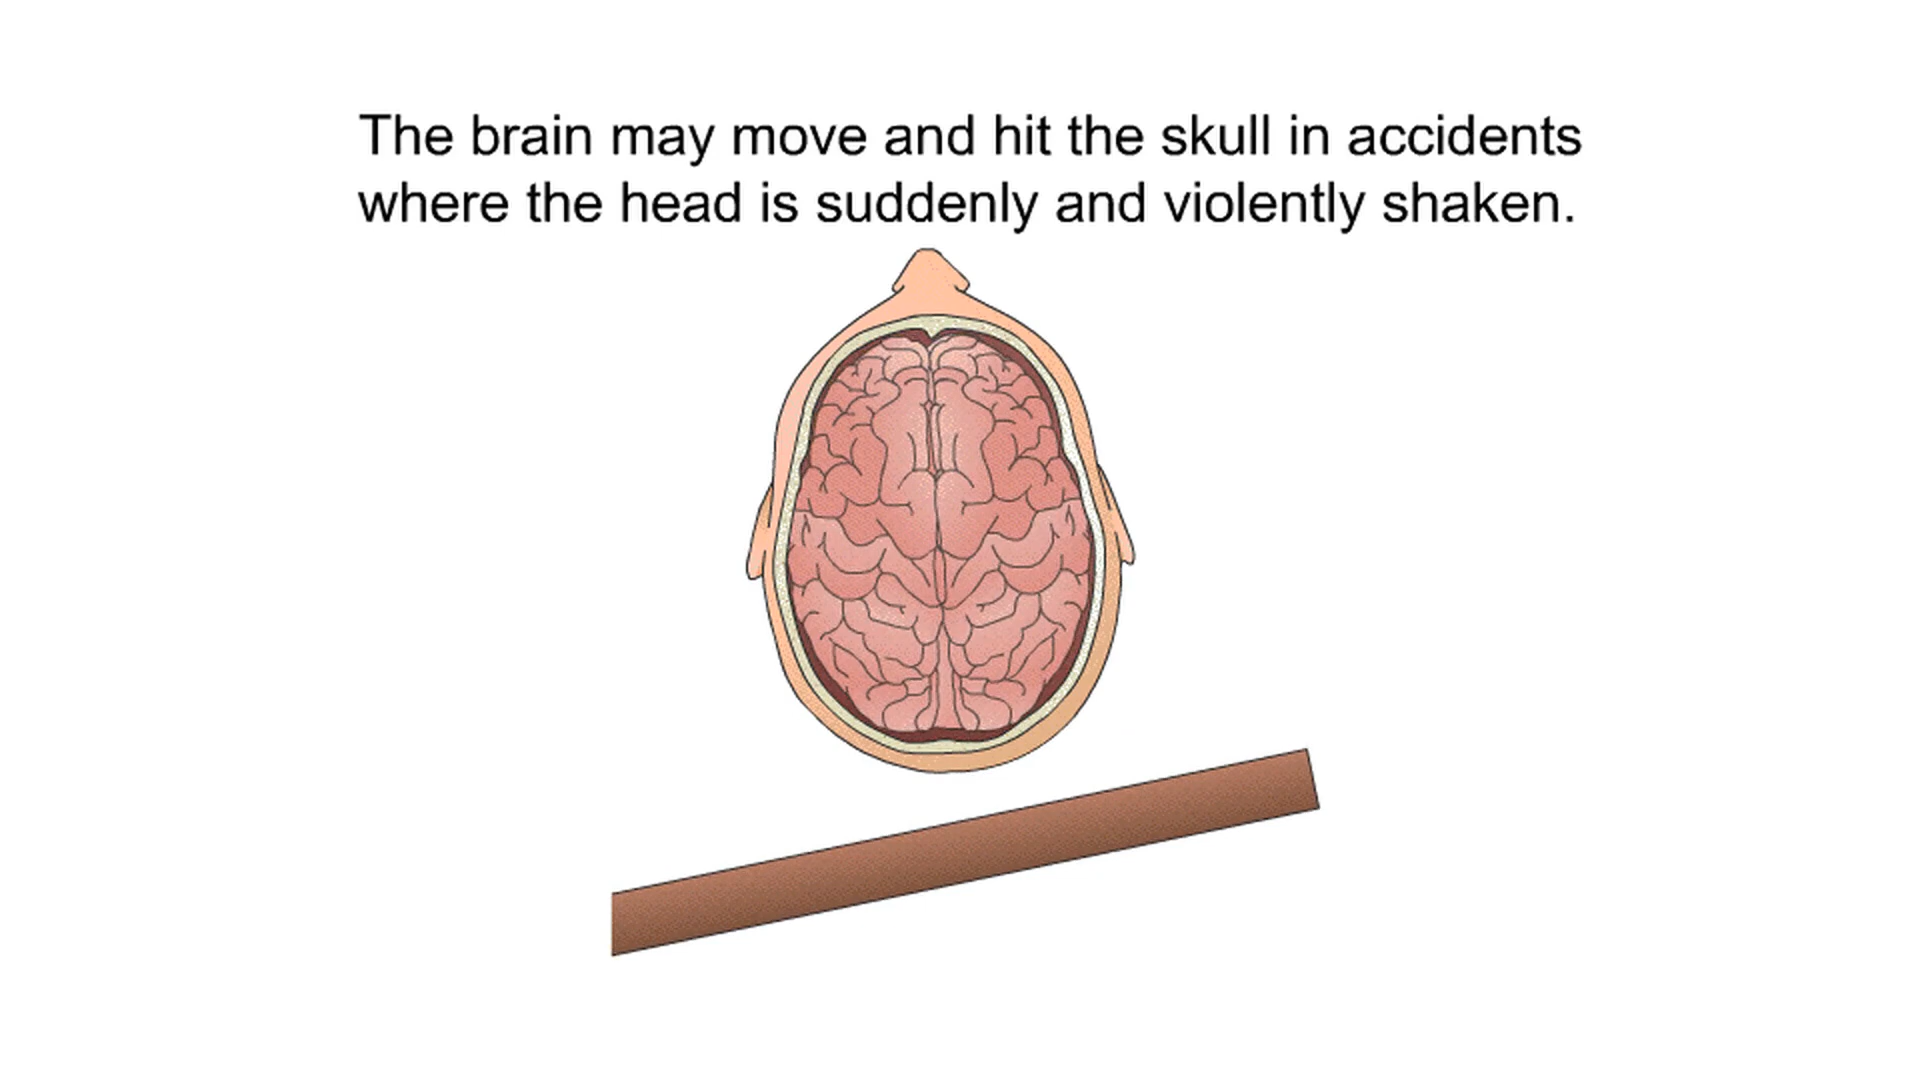 The brain may move and hit the skull in accidents
where the head is suddenly and violently shaken.